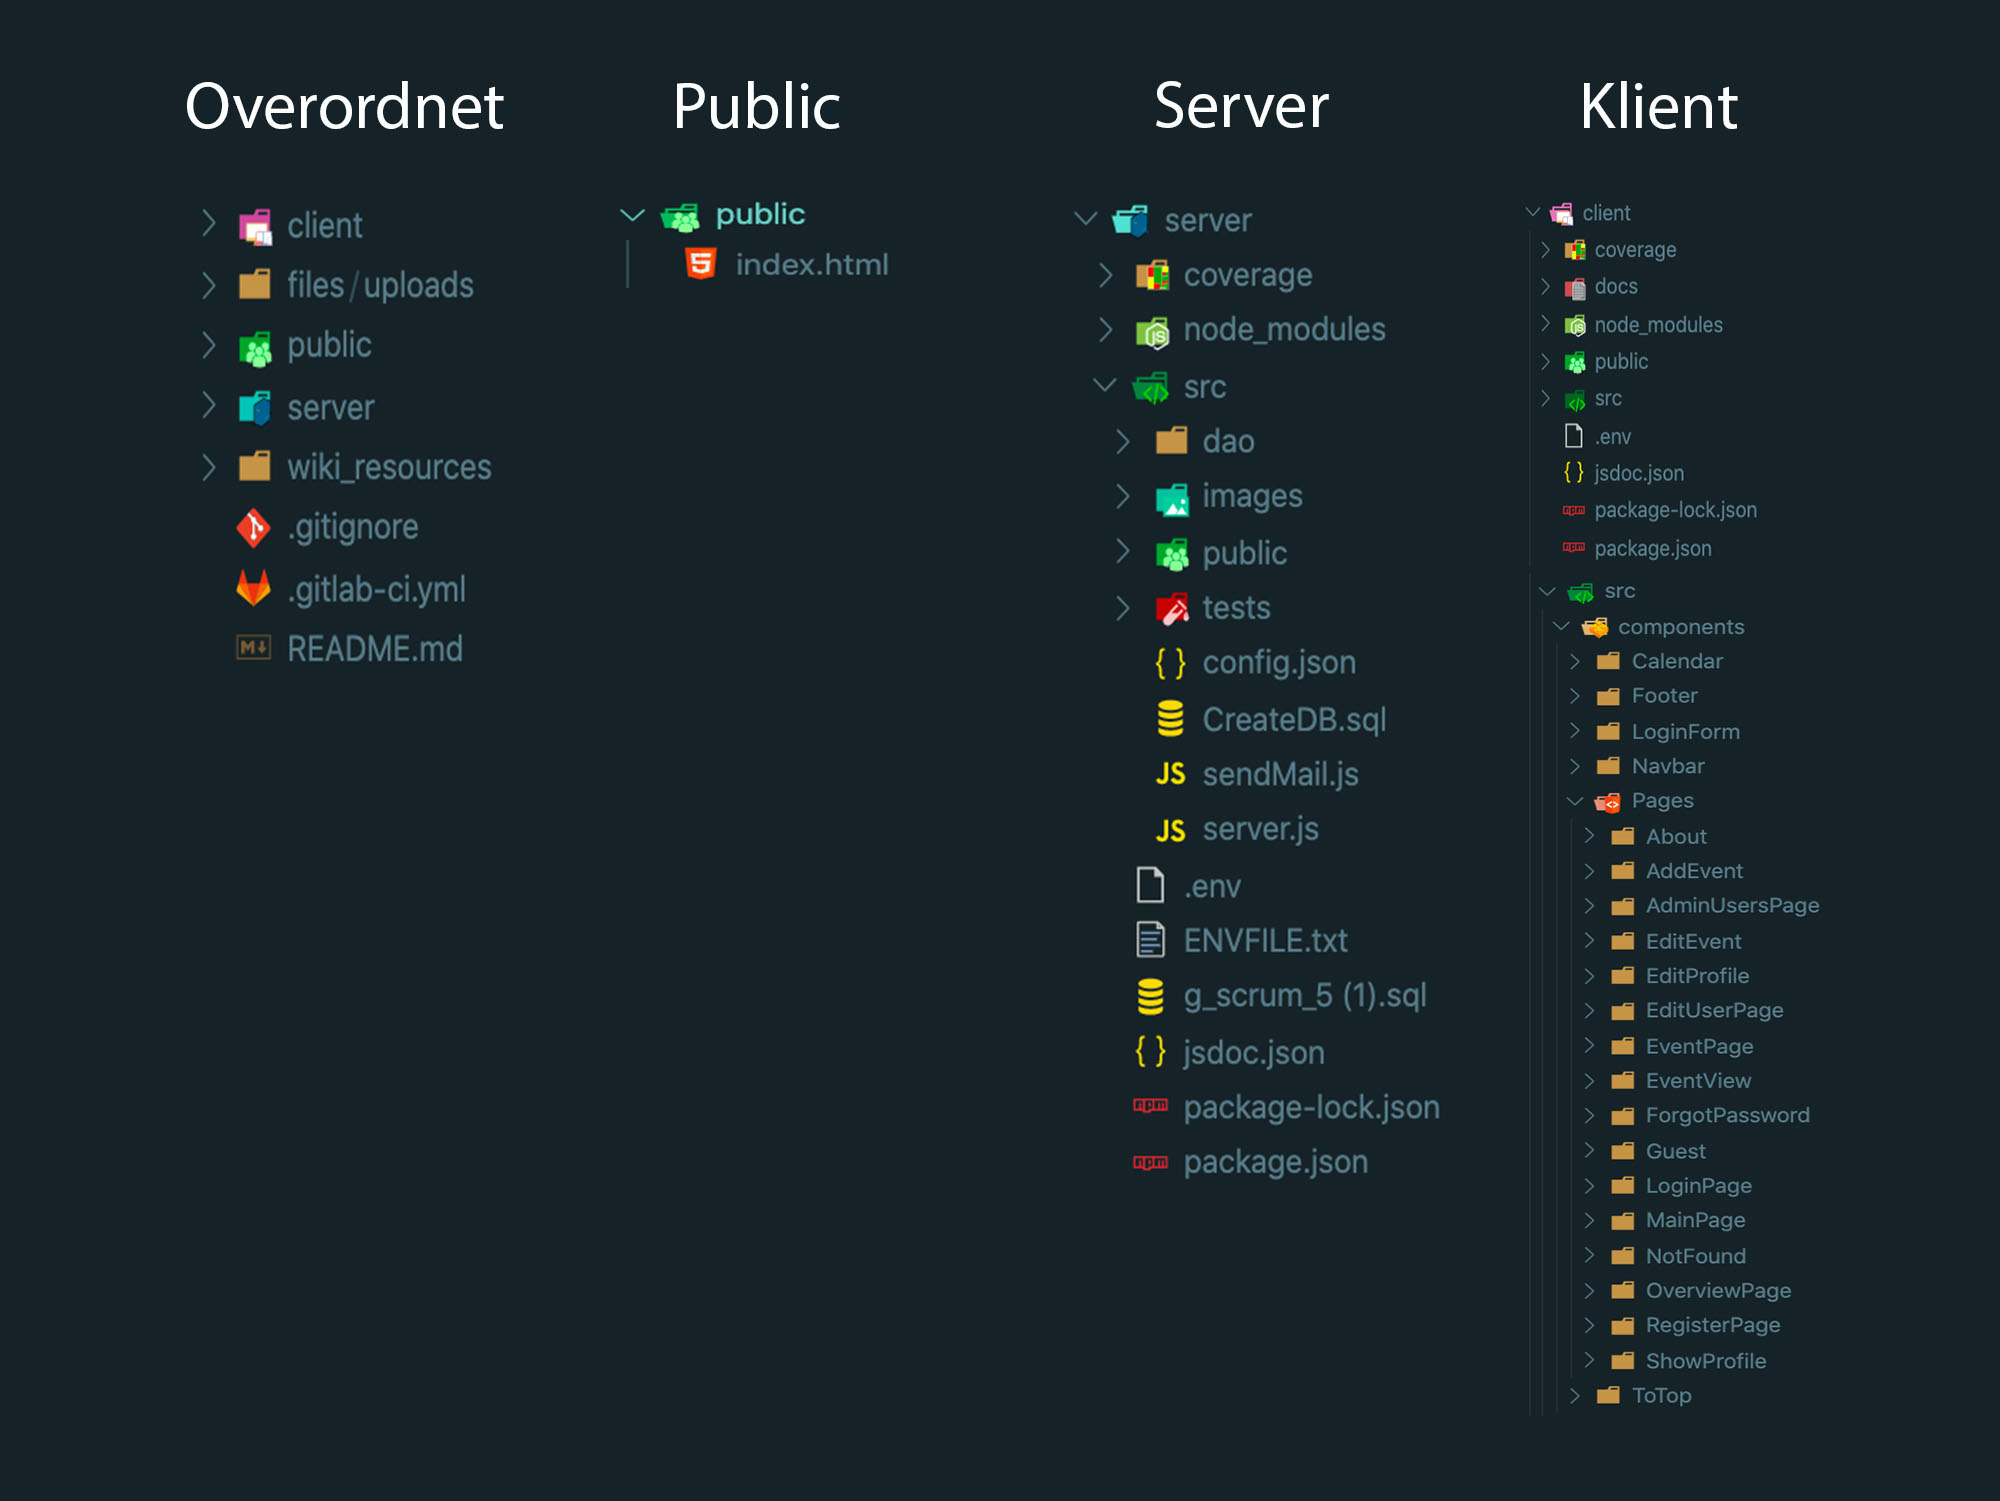 Overordnet
client
files/uploads
public
server
wiki_resources
.gitignore
.gitlab-ci.yml
README.md
Public
public
index.html
Server
server
coverage
node_modules
src
dao
images
public
tests
config.json
CreateDB.sql
sendMail.js
server.js
.env
ENVFILE.txt
g_scrum_5 (1).sql
jsdoc.json
package-lock.json
package.json
Klient
client
coverage
docs
node_modules
public
src
.env
jsdoc.json
package-lock.json
package.json
src
components
Calendar
Footer
LoginForm
Navbar
Pages
About
AddEvent
AdminUsersPage
EditEvent
EditProfile
EditUserPage
EventPage
EventView
ForgotPassword
Guest
LoginPage
MainPage
NotFound
OverviewPage
RegisterPage
ShowProfile
ToTop